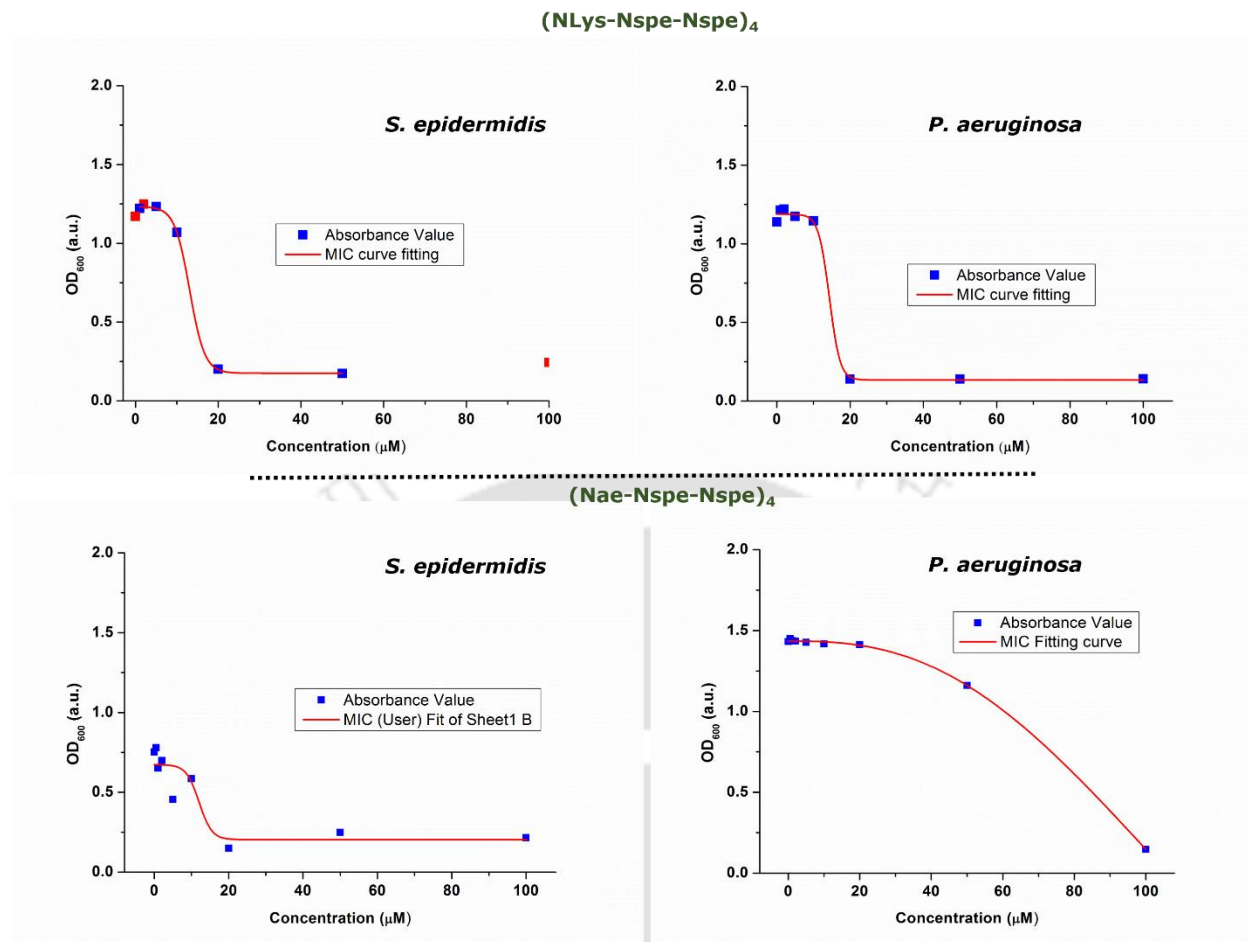 (NLys-Nspe-Nspe)4
2.0
1.5
1.0
0.5
0.0
OD600 (a.u.)
S. epidermidis
Absorbance Value
MIC curve fitting
0 20 40 60 80 100
Concentration (μM)
2.0
1.5
1.0
0.5
0.0
OD600 (a.u.)
P. aeruginosa
Absorbance Value
MIC curve fitting
0 20 40 60 80 100
Concentration (μM)
(Nae-Nspe-Nspe)4
2.0
1.5
1.0
0.5
0.0
OD600 (a.u.)
S. epidermidis
Absorbance Value
MIC (User) Fit of Sheet1 B
0 20 40 60 80 100
Concentration (μM)
2.0
1.5
1.0
0.5
0.0
OD600 (a.u.)
P. aeruginosa
Absorbance Value
MIC Fitting curve
0 20 40 60 80 100
Concentration (μM)